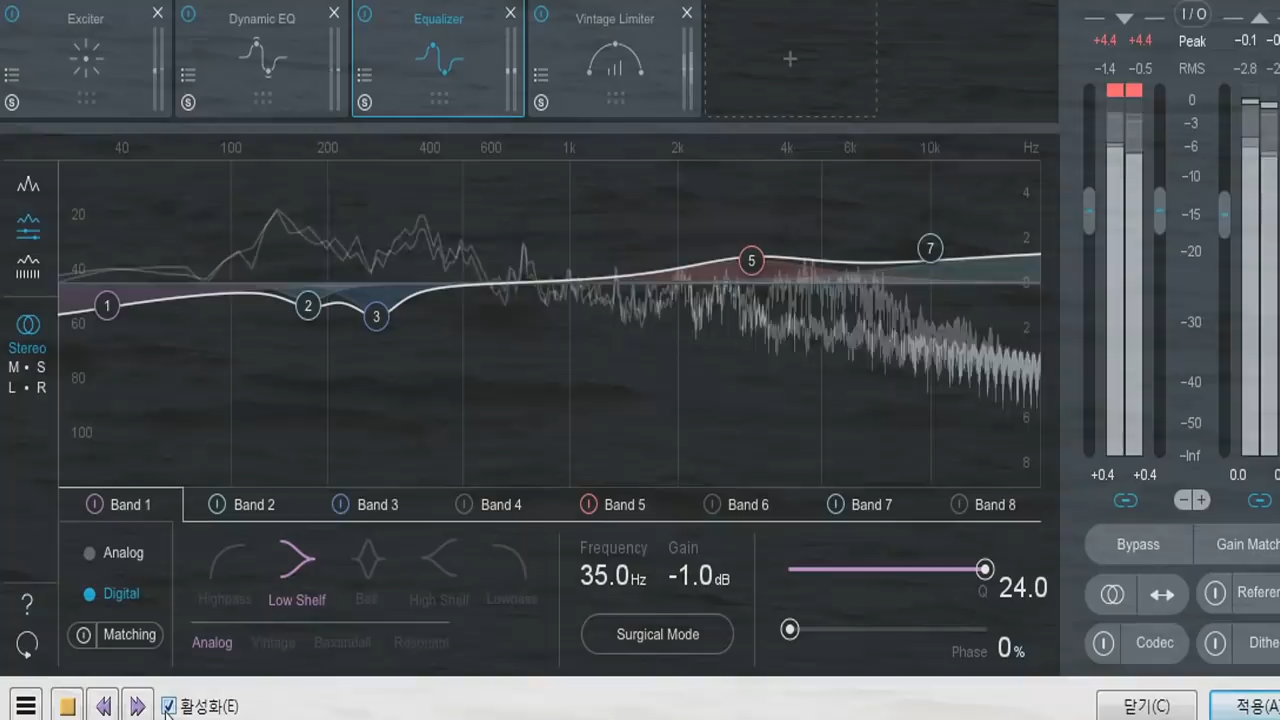 Exciter
Dynamic EQ
Equalizer
Vintage Limiter
I / O
+4.4 +4.4 Peak -0.1
-1.4 -0.5 RMS -2.8
40 100 200 400 600 1k 2k 4k 6k 10k Hz
20
40
60
80
100
4
2
0
2
6
8
0
-3
-6
-10
-15
-20
-30
-40
-50
-Inf
+0.4 +0.4 0.0
1 2 3 5 7
Stereo
M • S
L • R
Band 1 Band 2 Band 3 Band 4 Band 5 Band 6 Band 7 Band 8
Analog
Digital
Matching
Highpass Low Shelf Bell High Shelf Lowpass
Analog Vintage Baxandall Resonant
Frequency Gain
35.0Hz -1.0dB
Surgical Mode
Q 24.0
Phase 0%
Bypass Gain Matc
Referen
Codec Dithe
S S S S
?
활성화(E)
닫기(C) 적용(A